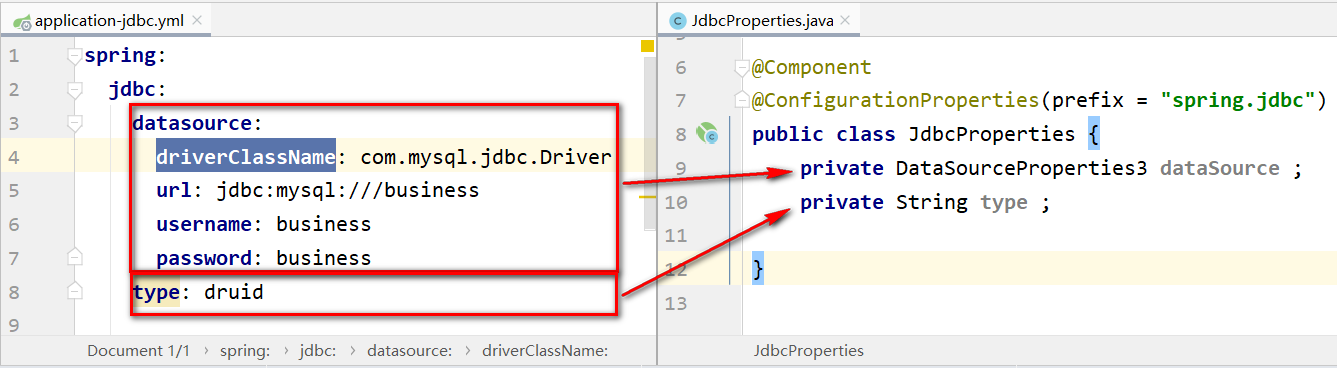 application-jdbc.yml
1 spring:
2 jdbc:
3 datasource:
4 driverClassName: com.mysql.jdbc.Driver
5 url: jdbc:mysql:///business
6 username: business
7 password: business
8 type: druid
9
Document 1/1 › spring: › jdbc: › datasource: › driverClassName:
JdbcProperties.java
6 @Component
7 @ConfigurationProperties(prefix = "spring.jdbc")
8 public class JdbcProperties {
9 private DataSourceProperties3 dataSource ;
10 private String type ;
11
12 }
13
JdbcProperties